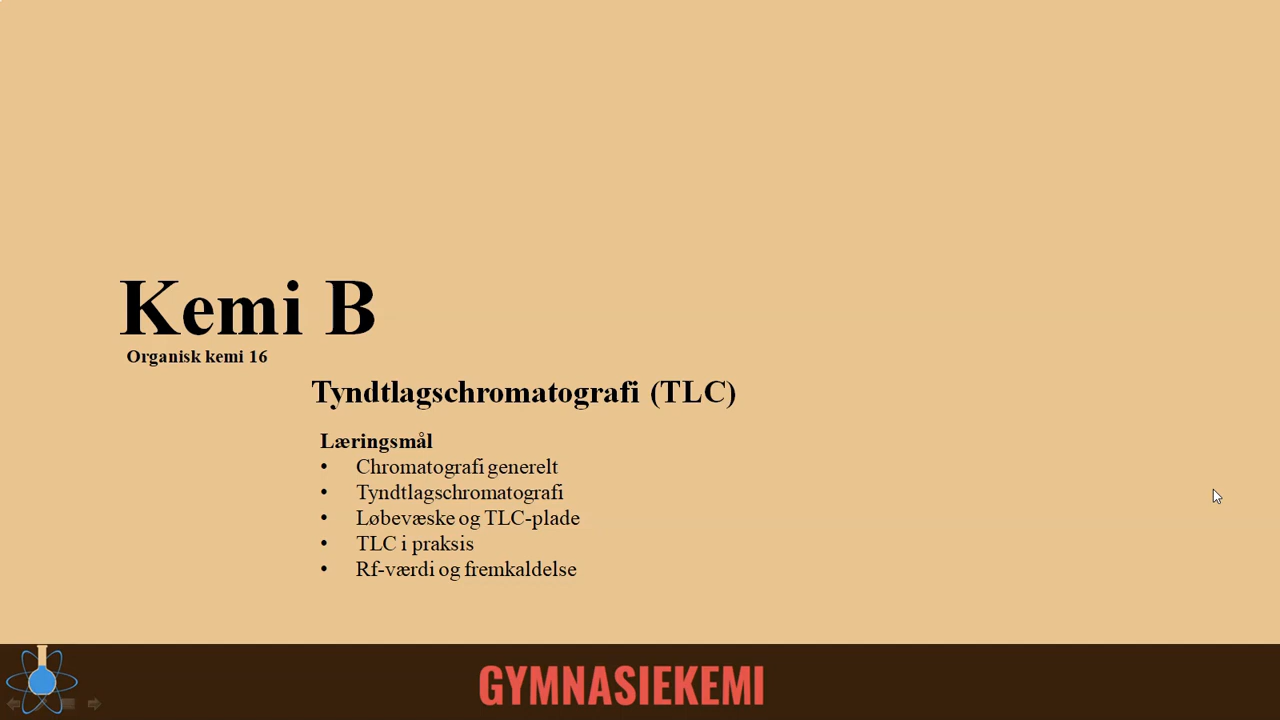 Kemi B
Organisk kemi 16
Tyndtlagschromatografi (TLC)
Læringsmål
• Chromatografi generelt
• Tyndtlagschromatografi
• Løbevæske og TLC-plade
• TLC i praksis
• Rf-værdi og fremkaldelse
GYMNASIEKEMI